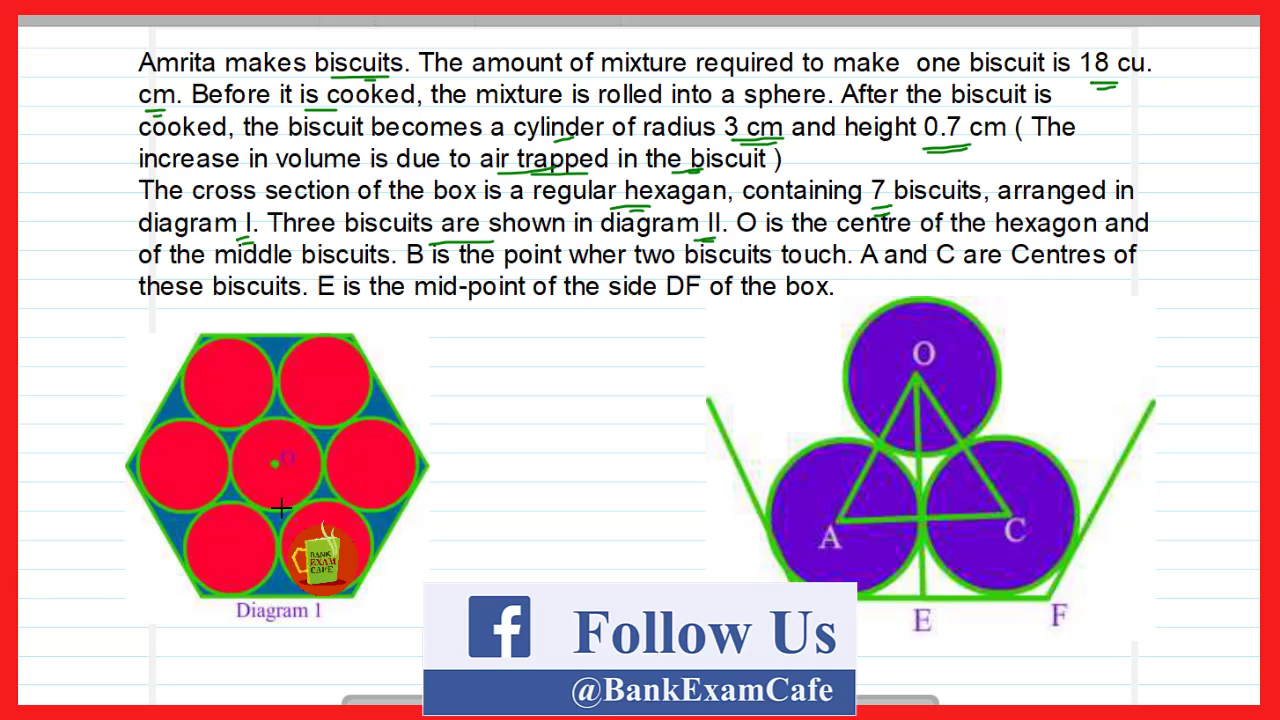 Amrita makes biscuits. The amount of mixture required to make one biscuit is 18 cu.
cm. Before it is cooked, the mixture is rolled into a sphere. After the biscuit is
cooked, the biscuit becomes a cylinder of radius 3 cm and height 0.7 cm ( The
increase in volume is due to air trapped in the biscuit )
The cross section of the box is a regular hexagan, containing 7 biscuits, arranged in
diagram I. Three biscuits are shown in diagram II. O is the centre of the hexagon and
of the middle biscuits. B is the point wher two biscuits touch. A and C are Centres of
these biscuits. E is the mid-point of the side DF of the box.
O
BANK
EXAM
CAFE
Diagram 1
O
A
C
E
F
f
Follow Us
@BankExamCafe